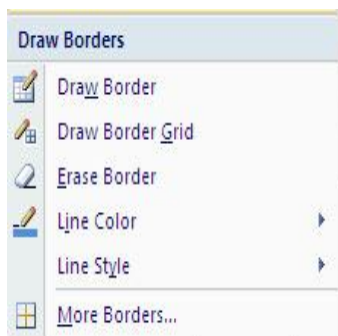 Draw Borders
Draw Border
Draw Border Grid
Erase Border
Line Color
Line Style
More Borders...